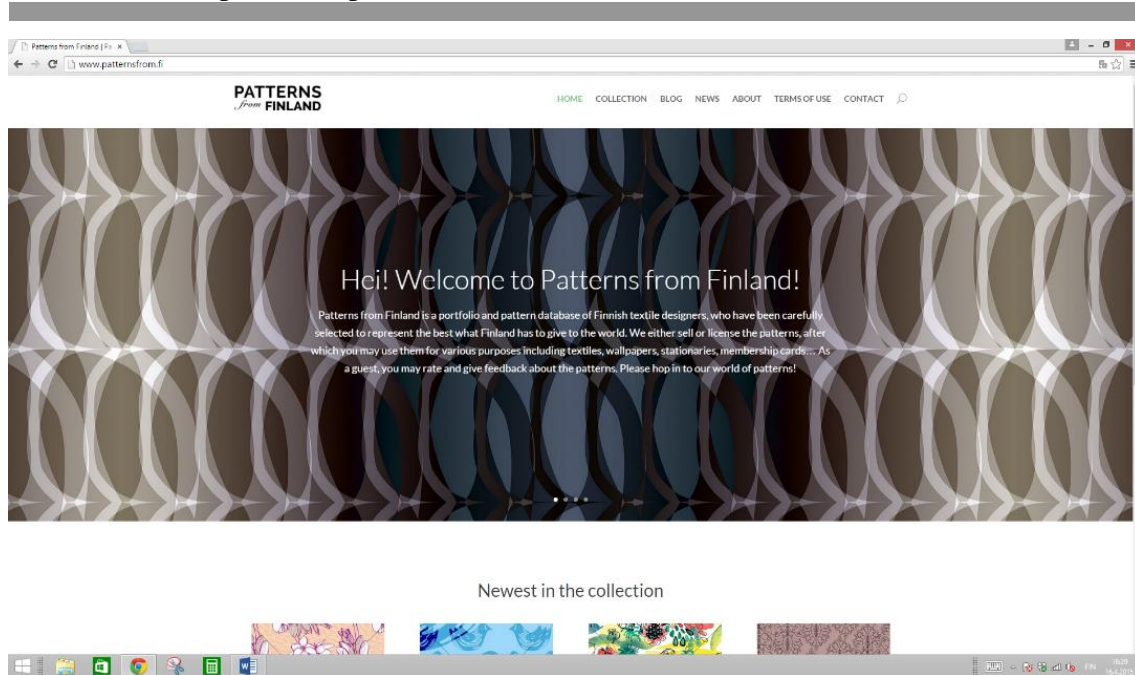 Patterns from Finland | Pa
www.patternsfrom.fi
PATTERNS
from FINLAND
HOME COLLECTION BLOG NEWS ABOUT TERMS OF USE CONTACT
Hei! Welcome to Patterns from Finland!
Patterns from Finland is a portfolio and pattern database of Finnish textile designers, who have been carefully
selected to represent the best what Finland has to give to the world. We either sell or license the patterns, after
which you may use them for various purposes including textiles, wallpapers, stationaries, membership cards… As
a guest, you may rate and give feedback about the patterns. Please hop in to our world of patterns!
Newest in the collection
FIN